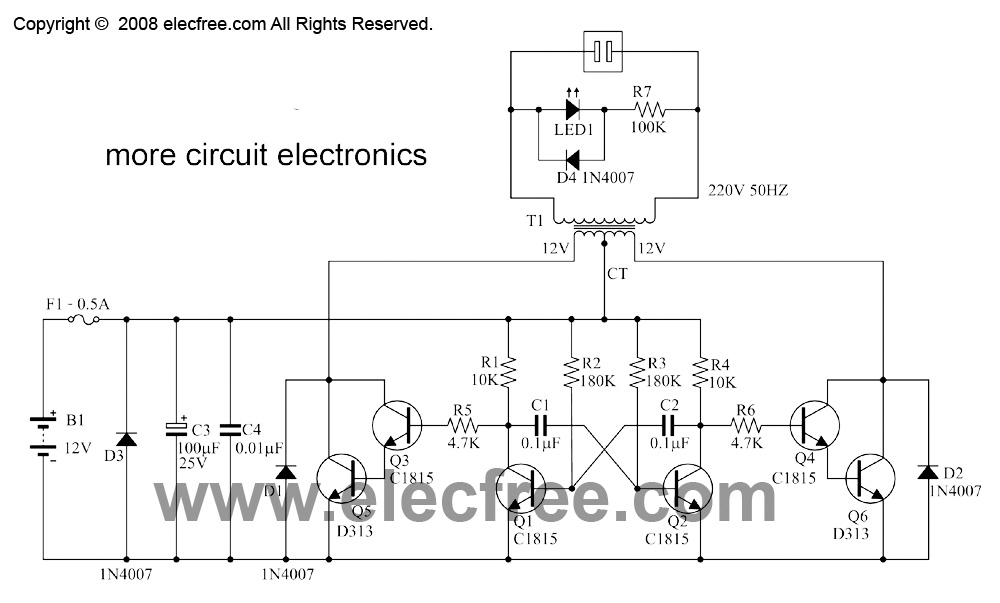 Copyright © 2008 elecfree.com All Rights Reserved.
more circuit electronics
R7
100K
LED1
D4 1N4007
220V 50HZ
T1
12V
12V
CT
F1 - 0.5A
R1
10K
R2
180K
R3
180K
R4
10K
+
B1
12V
-
D3
1N4007
+
C3
100µF
25V
C4
0.01µF
D1
1N4007
Q3
C1815
Q5
D313
R5
4.7K
C1
0.1µF
C2
0.1µF
R6
4.7K
Q1
C1815
Q2
C1815
Q4
C1815
Q6
D313
D2
1N4007
www.elecfree.com